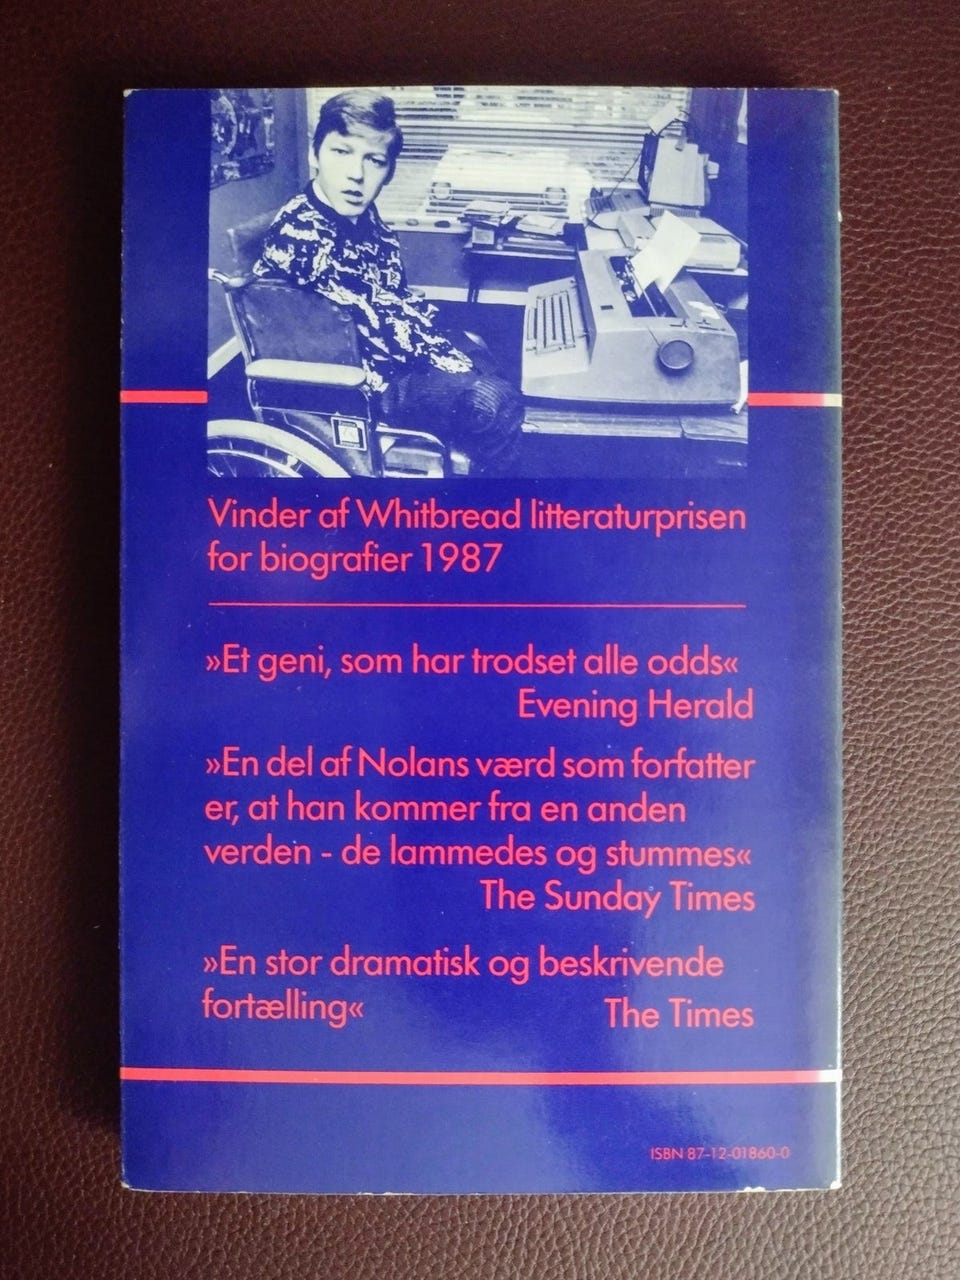 Vinder af Whitbread litteraturprisen
for biografier 1987
»Et geni, som har trodset alle odds«
Evening Herald
»En del af Nolans værd som forfatter
er, at han kommer fra en anden
verden - de lammedes og stummes«
The Sunday Times
»En stor dramatisk og beskrivende
fortælling« The Times
ISBN 87-12-01860-0